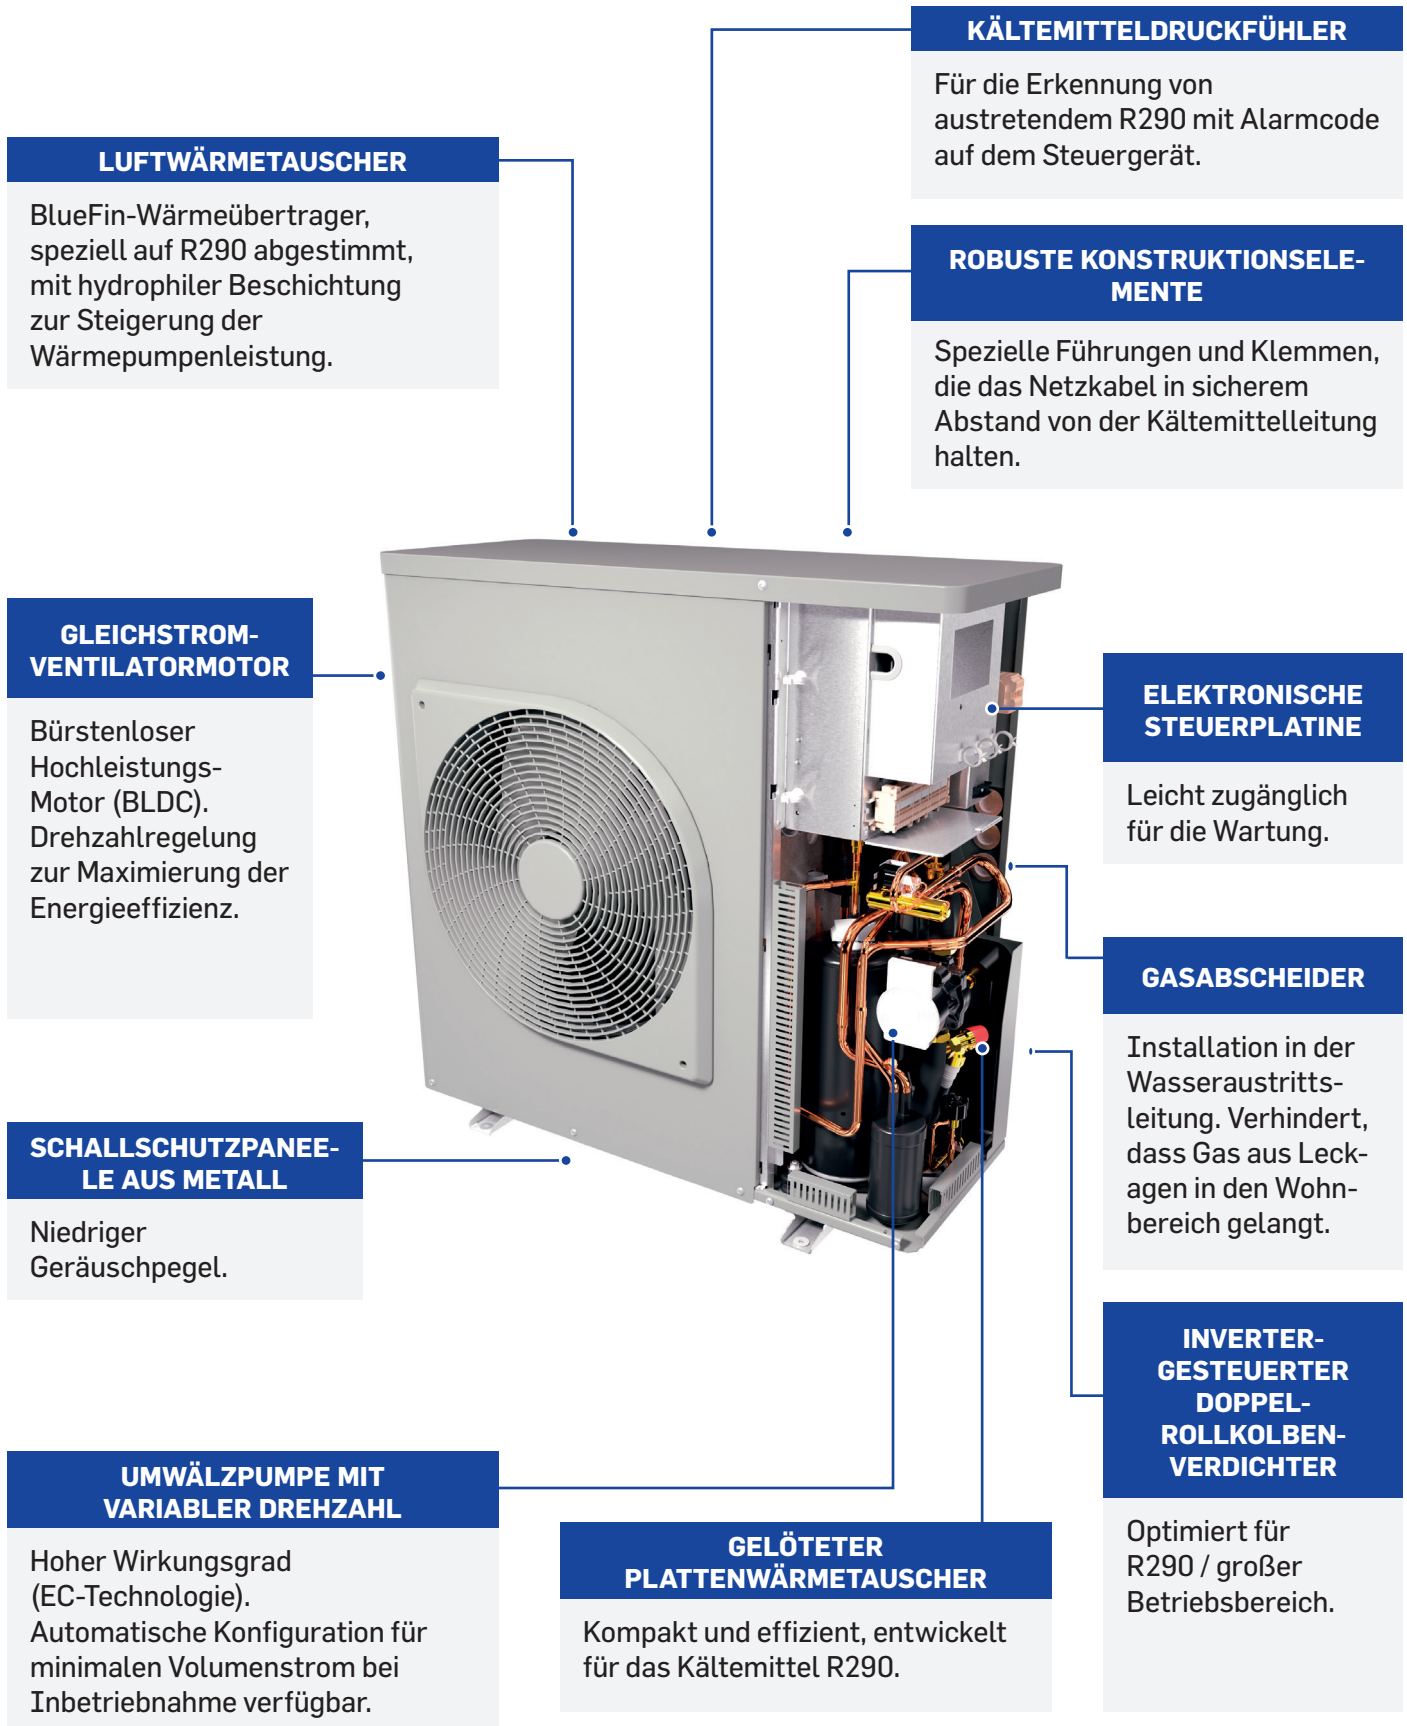 KÄLTEMITTELDRUCKFÜHLER
Für die Erkennung von
austretendem R290 mit Alarmcode
auf dem Steuergerät.
LUFTWÄRMETAUSCHER
BlueFin-Wärmeübertrager,
speziell auf R290 abgestimmt,
mit hydrophiler Beschichtung
zur Steigerung der
Wärmepumpenleistung.
ROBUSTE KONSTRUKTIONSELE-
MENTE
Spezielle Führungen und Klemmen,
die das Netzkabel in sicherem
Abstand von der Kältemittelleitung
halten.
GLEICHSTROM-
VENTILATORMOTOR
Bürstenloser
Hochleistungs-
Motor (BLDC).
Drehzahlregelung
zur Maximierung der
Energieeffizienz.
ELEKTRONISCHE
STEUERPLATINE
Leicht zugänglich
für die Wartung.
GASABSCHEIDER
Installation in der
Wasseraustritts-
leitung. Verhindert,
dass Gas aus Leck-
agen in den Wohn-
bereich gelangt.
SCHALLSCHUTZPANEE-
LE AUS METALL
Niedriger
Geräuschpegel.
INVERTER-
GESTEUERTER
DOPPEL-
ROLLKOLBEN-
VERDICHTER
Optimiert für
R290 / großer
Betriebsbereich.
UMWÄLZPUMPE MIT
VARIABLER DREHZAHL
Hoher Wirkungsgrad
(EC-Technologie).
Automatische Konfiguration für
minimalen Volumenstrom bei
Inbetriebnahme verfügbar.
GELÖTETER
PLATTENWÄRMETAUSCHER
Kompakt und effizient, entwickelt
für das Kältemittel R290.